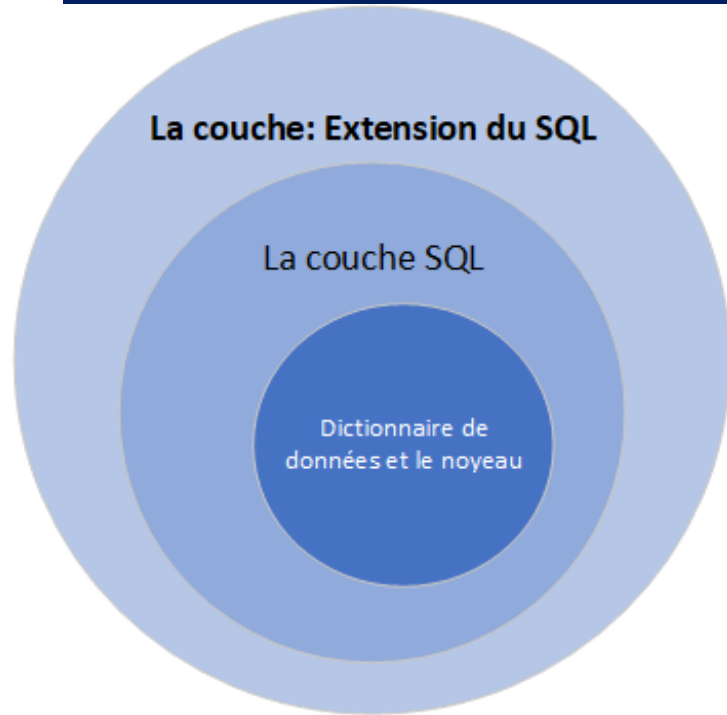 La couche: Extension du SQL
La couche SQL
Dictionnaire de
données et le noyeau